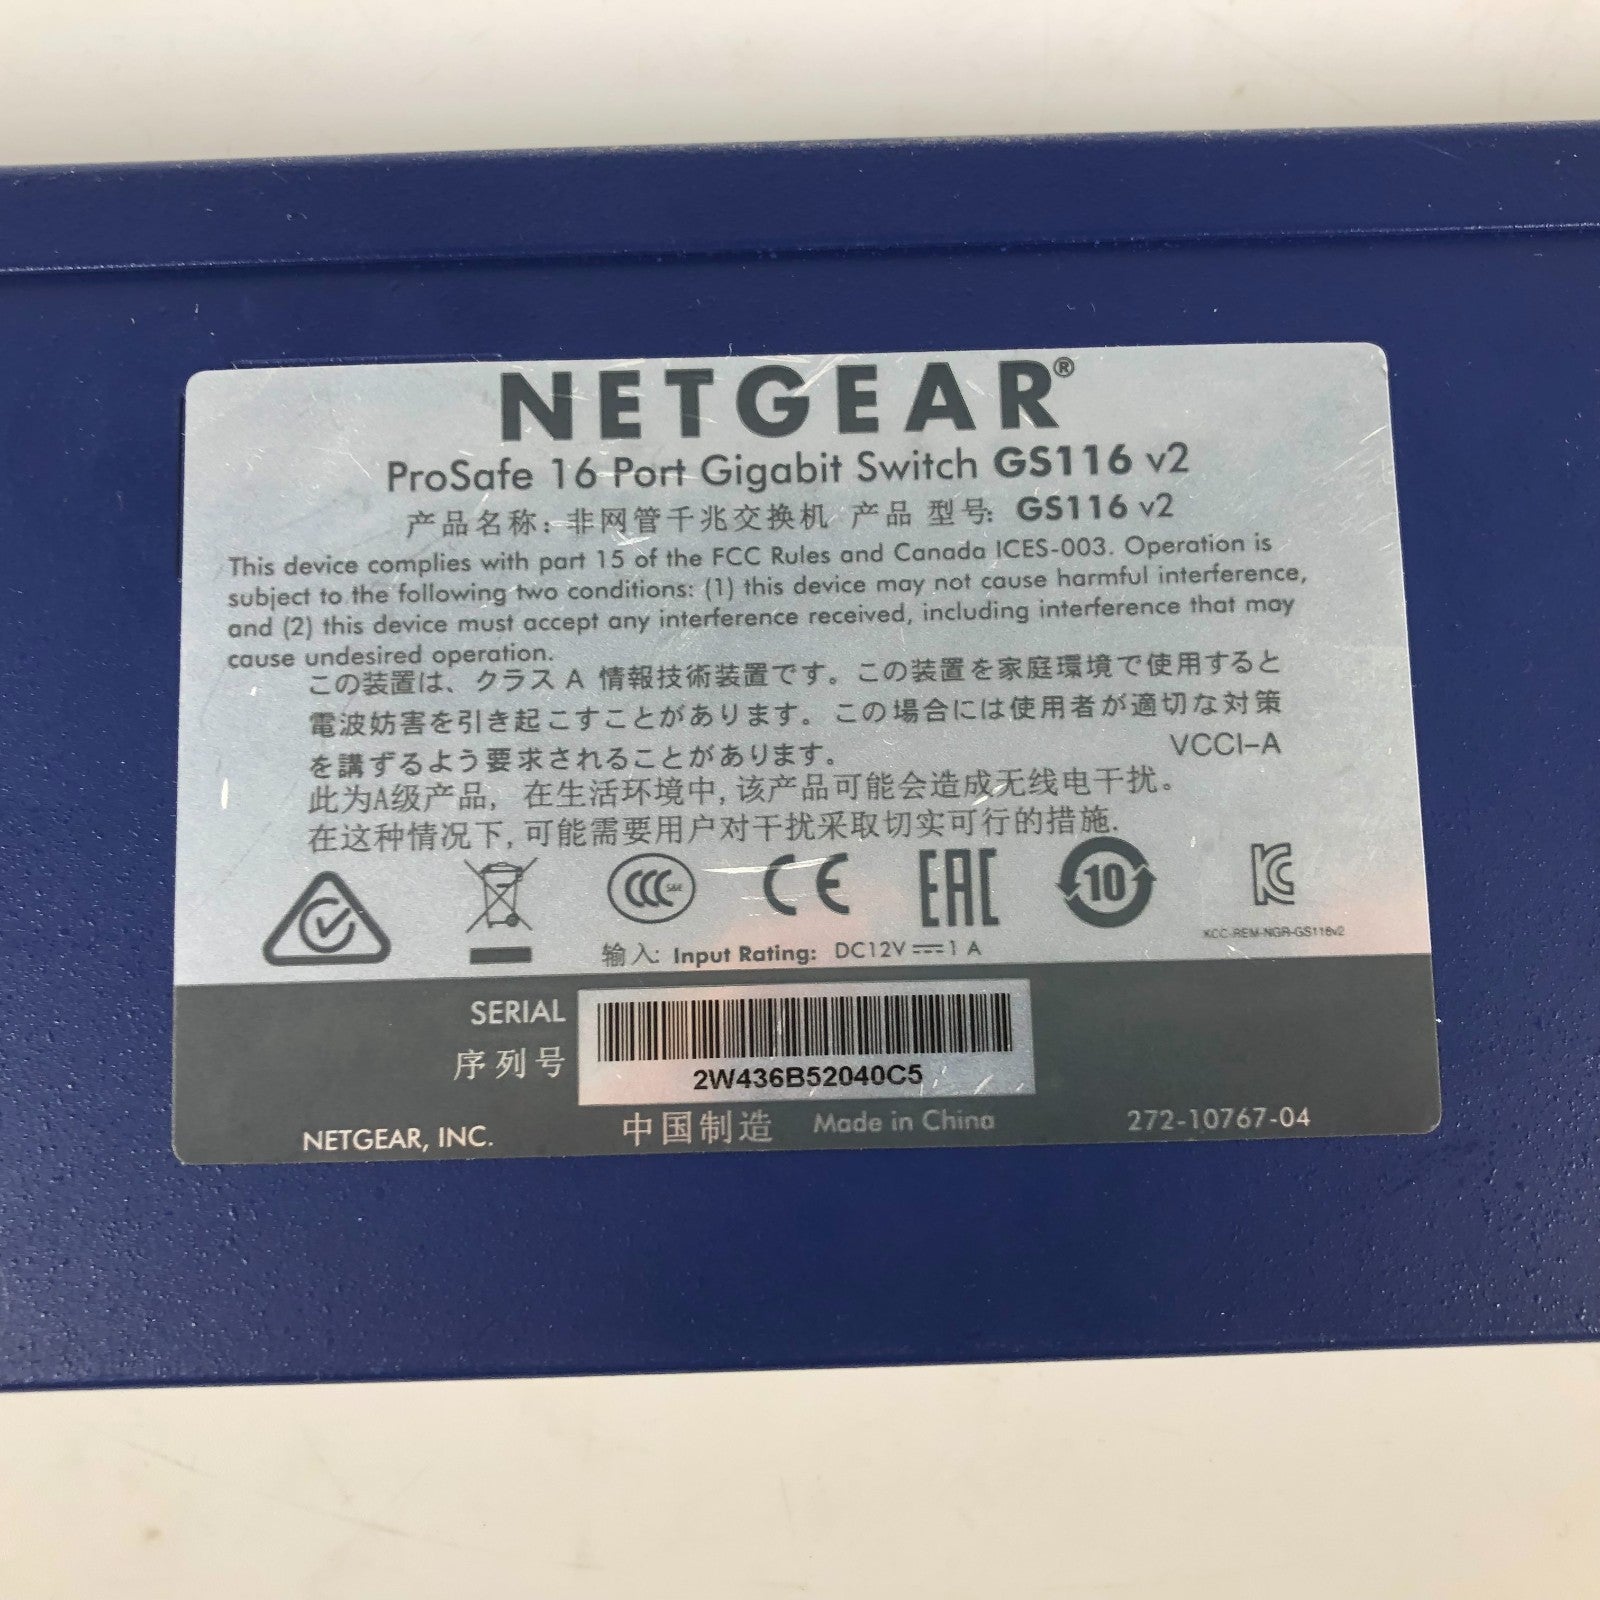 NETGEAR®
ProSafe 16 Port Gigabit Switch GS116 v2
产品名称: 非网管千兆交换机 产品 型号: GS116 v2
This device complies with part 15 of the FCC Rules and Canada ICES-003. Operation is
subject to the following two conditions: (1) this device may not cause harmful interference,
and (2) this device must accept any interference received, including interference that may
cause undesired operation.
この装置は、クラス A 情報技術装置です。この装置を家庭環境で使用すると
電波妨害を引き起こすことがあります。この場合には使用者が適切な対策
を講ずるよう要求されることがあります。 VCCI-A
此为A级产品, 在生活环境中,该产品可能会造成无线电干扰。
在这种情况下,可能需要用户对干扰采取切实可行的措施.
CCC S&E CE EAC 10 KC
KCC-REM-NGR-GS116v2
输入: Input Rating: DC12V ⎓ 1 A
SERIAL
序列号
2W436B52040C5
NETGEAR, INC. 中国制造 Made in China 272-10767-04